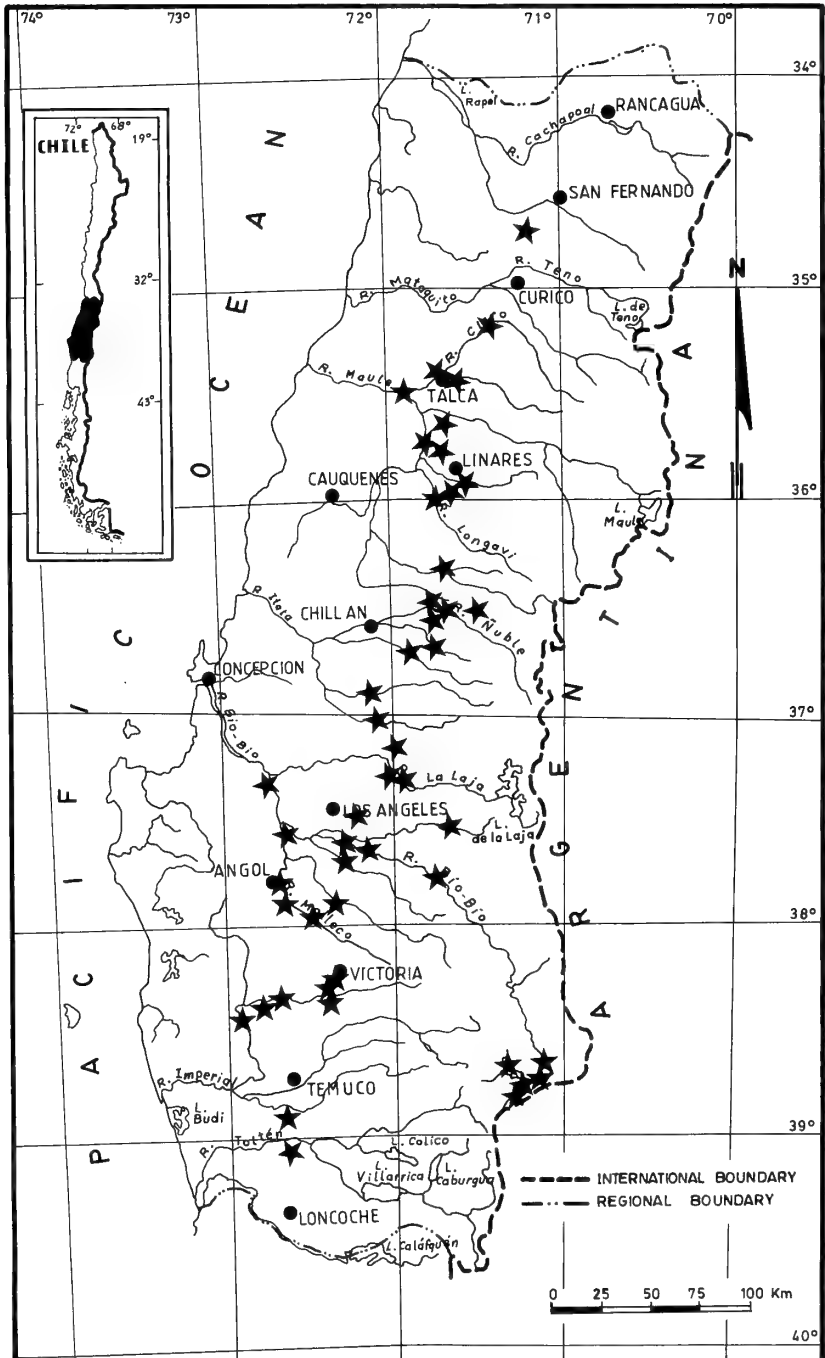 74° 73° 72° 71° 70°
34°
L. Rapel
RANCAGUA
R. Cachapoal
SAN FERNANDO
72° 68°
CHILE
19°
32°
43°
R. Teno
R. Mataquito
CURICO
L. de Teno
35°
N
R. Claro
R. Maule
TALCA
LINARES
CAUQUENES
36°
L. Maule
R. Longavi
R. Itata
CHILLAN
R. Ñuble
CONCEPCION
R. Bio-Bio
37°
R. La Laja
LOS ANGELES
L. de la Laja
ANGOL
R. Malleco
R. Bio-Bio
38°
VICTORIA
R. Imperial
TEMUCO
L. Budi
39°
R. Toltén
L. Colico
L. Villarrica
L. Caburgua
LONCOCHE
L. Calafquén
PACIFIC OCEAN
ARGENTINA
INTERNATIONAL BOUNDARY
REGIONAL BOUNDARY
0 25 50 75 100 Km
40°